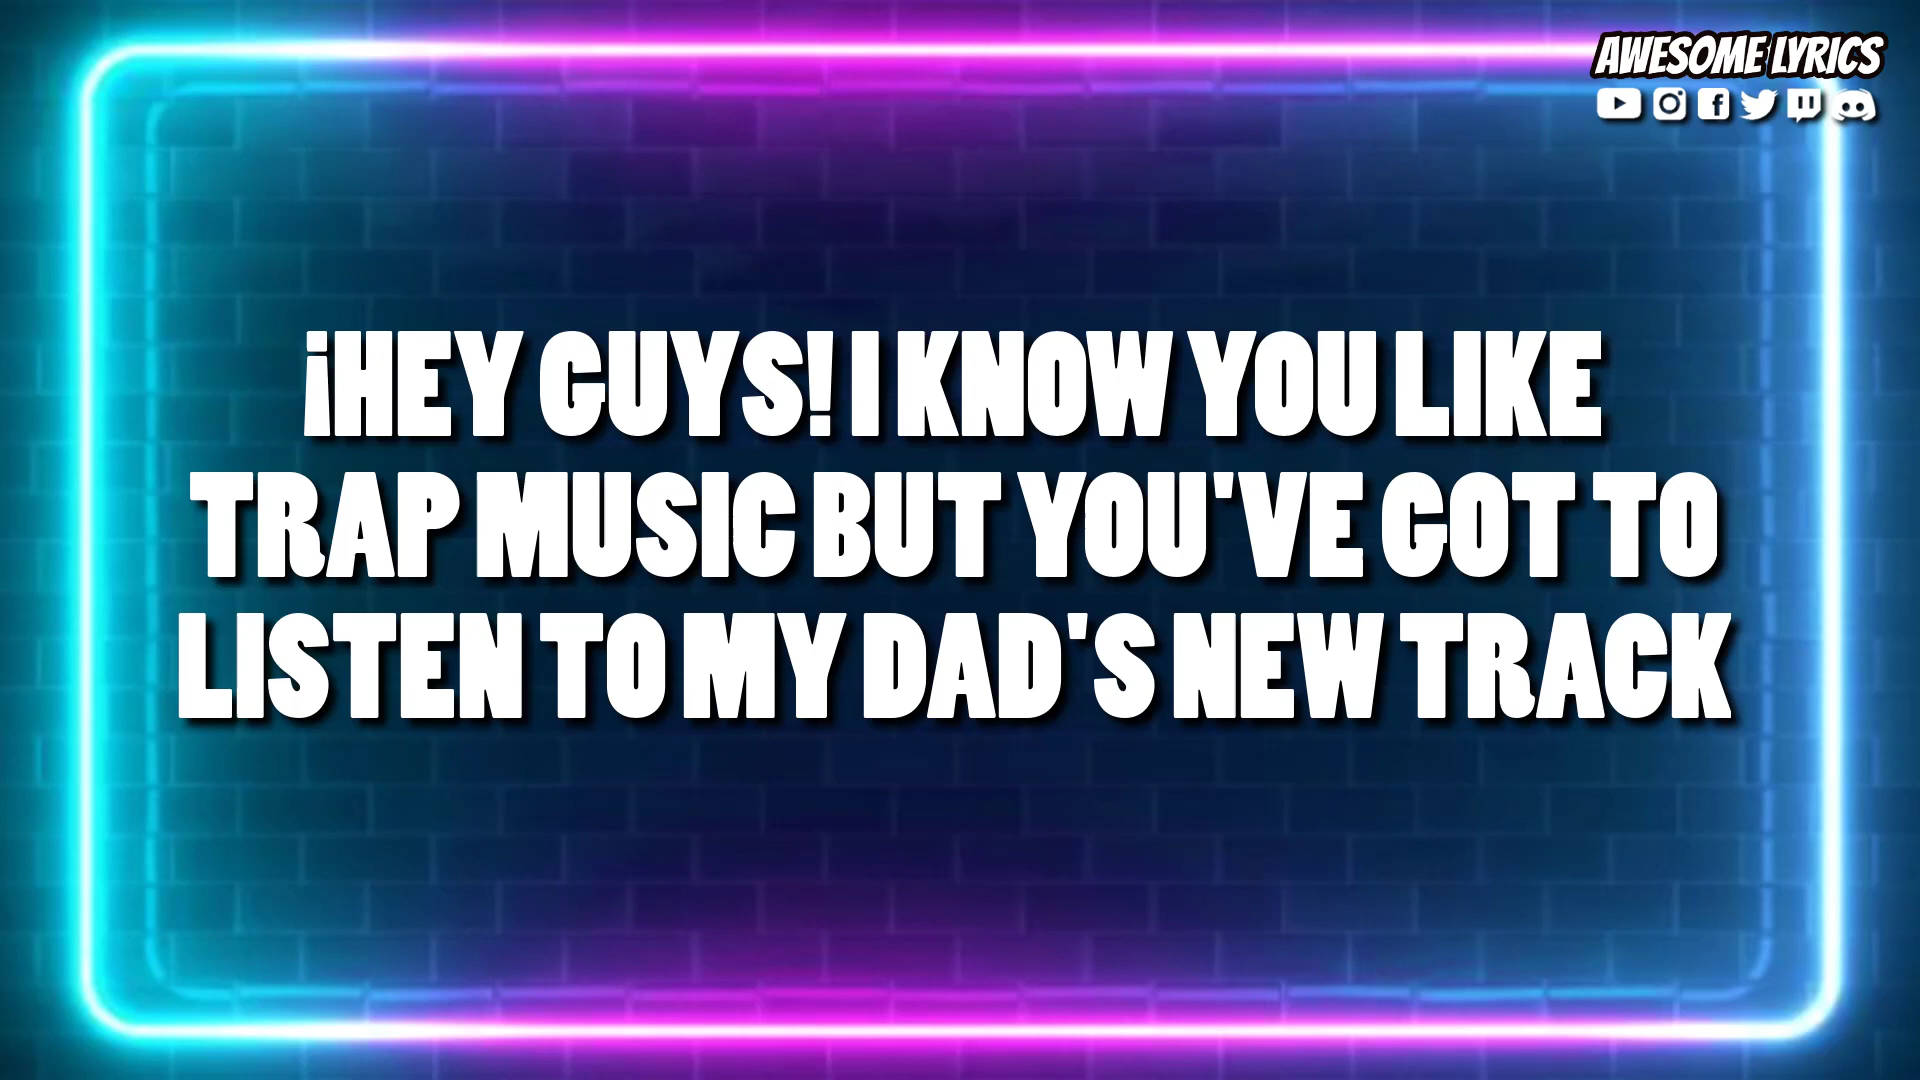 AWESOME LYRICS
¡HEY GUYS! I KNOW YOU LIKE
TRAP MUSIC BUT YOU'VE GOT TO
LISTEN TO MY DAD'S NEW TRACK